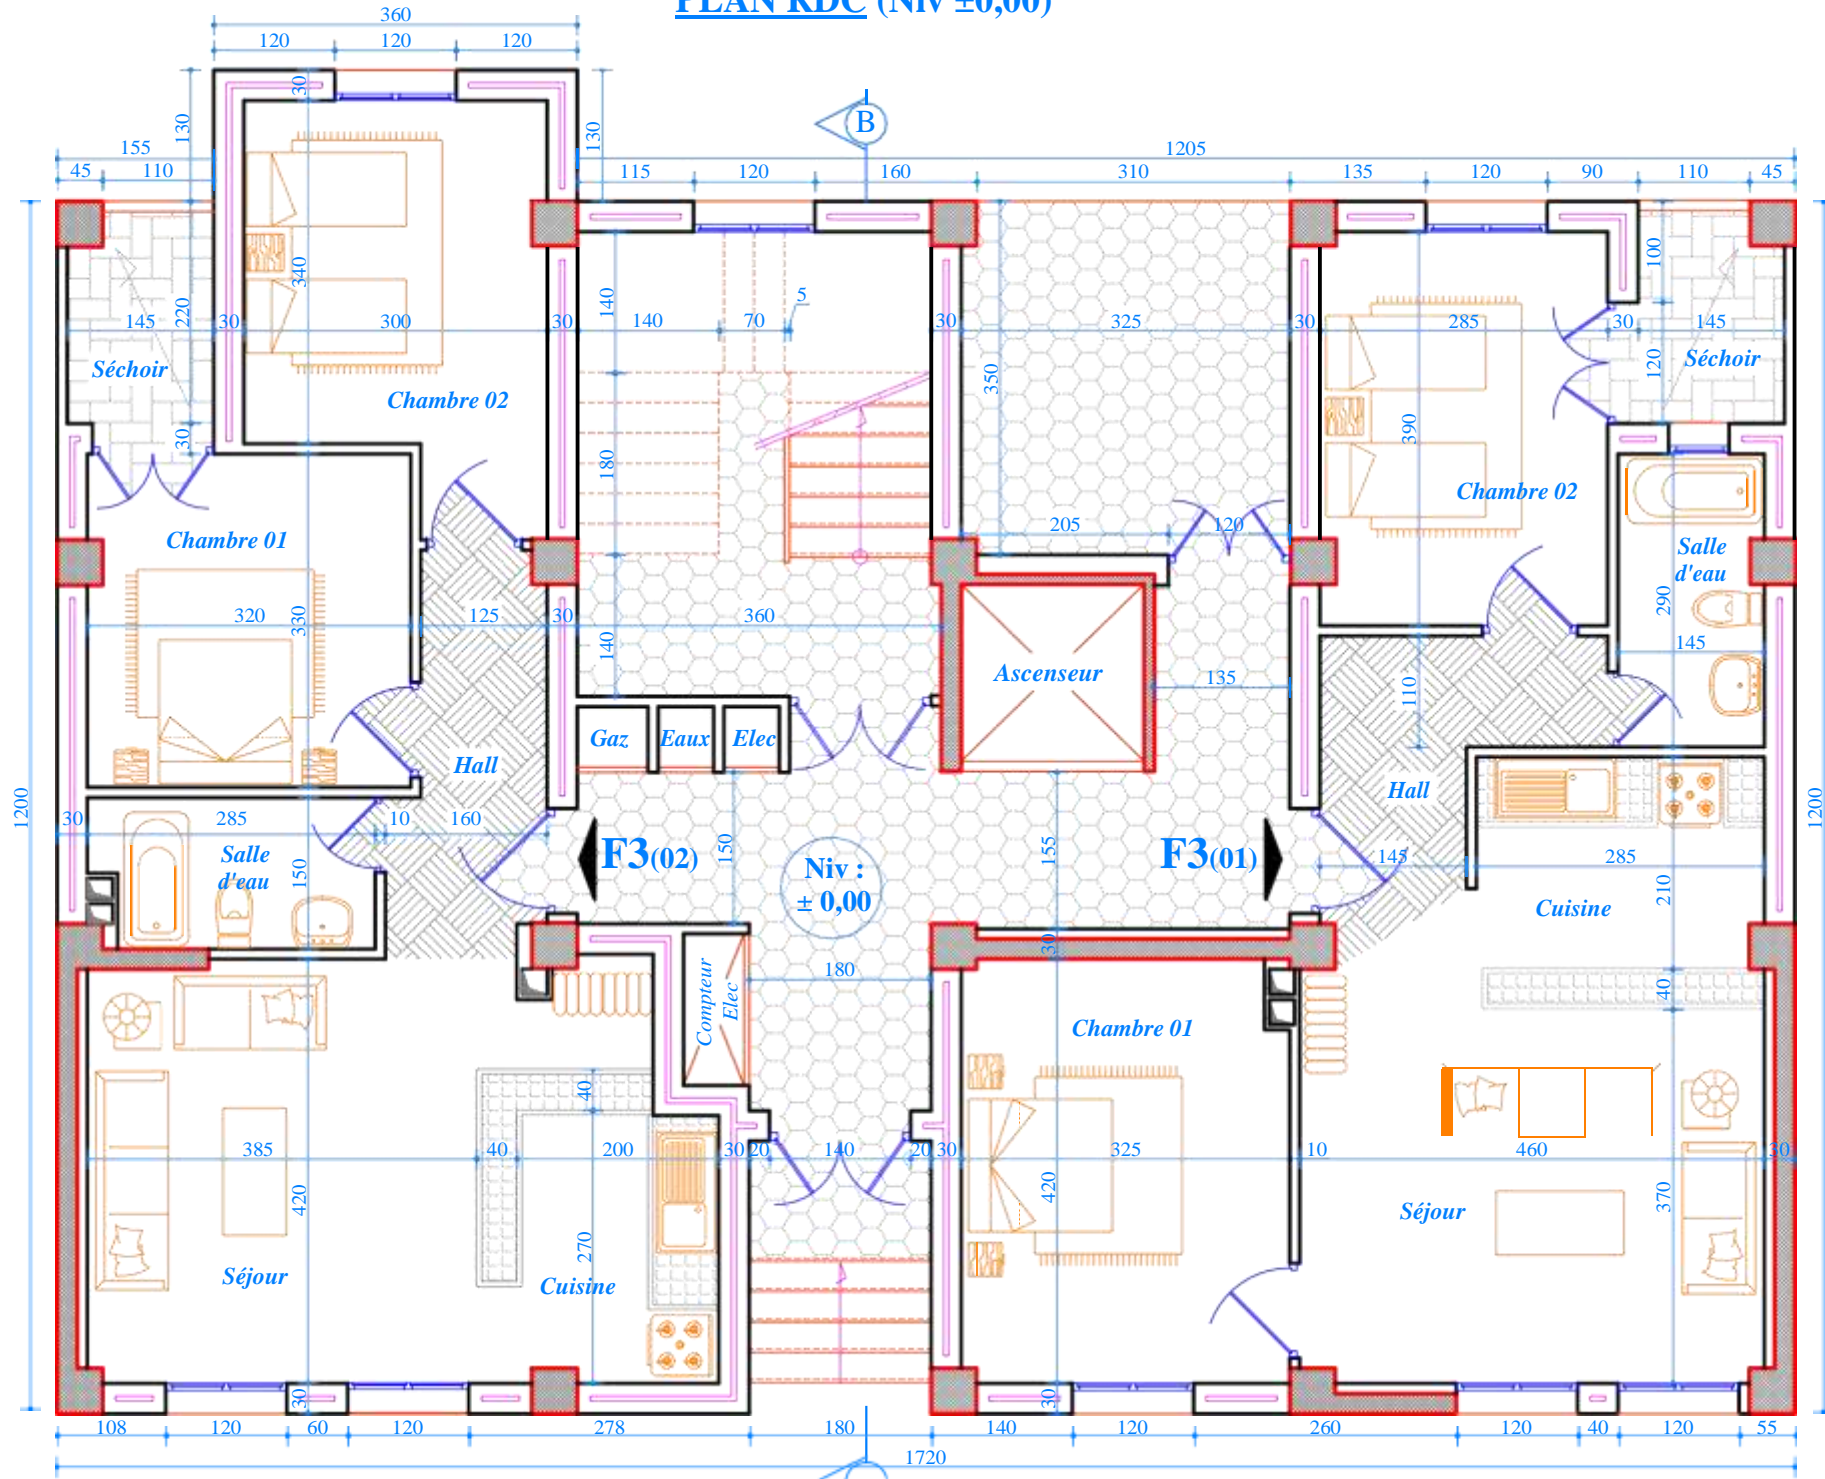 PLAN RDC (Niv ±0,00)
360
120 120 120
30
130
130
B
155
1205
45 110
115 120 160 310 135 120 90 110 45
340
220
140
5
100
145 30 300 30 140 70 30 325 30 285 30 145
Séchoir
Séchoir
120
350
Chambre 02
390
30
180
Chambre 02
Chambre 01
205 120
Salle
d'eau
290
320 330 125 30 360
140
145
Ascenseur
135
110
Gaz Eaux Elec
Hall
Hall
1200
1200
30 285 10 160
Salle
d'eau
150
F3(02)
150
Niv :
± 0,00
155
F3(01)
145 285
210
Cuisine
30
180
40
Compteur
Elec
Chambre 01
40
385 40 200 30 20 140 20 30 325 10 460 30
420
420
370
270
Séjour
Séjour
Cuisine
30
30
108 120 60 120 278 180 140 120 260 120 40 120 55
1720